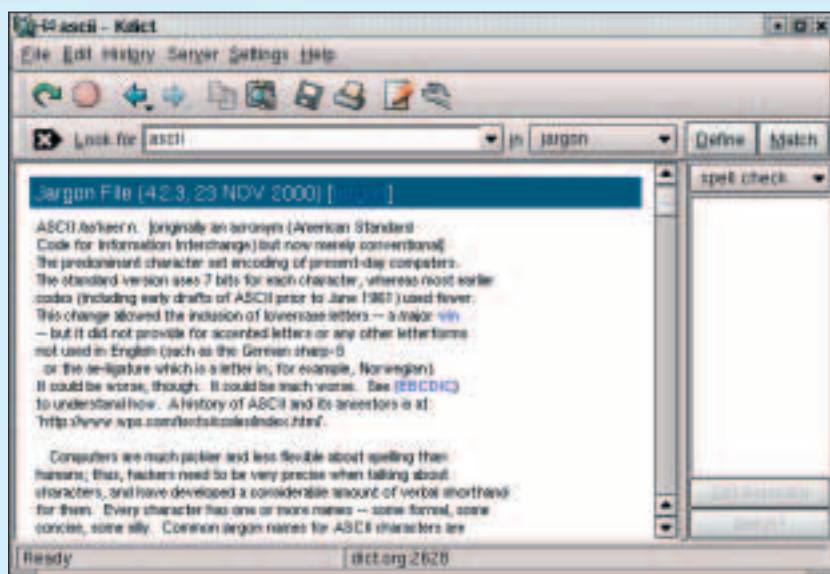 ascii - Kdict
File Edit History Server Settings Help
Look for ascii in jargon Define Match
spell check
Jargon File (4.2.3, 23 NOV 2000) [jargon]
ASCII /as'kee/ n. [originally an acronym (American Standard
Code for Information Interchange) but now merely conventional]
The predominant character set encoding of present-day computers.
The standard version uses 7 bits for each character, whereas most earlier
codes (including early drafts of ASCII prior to June 1961) used fewer.
This change allowed the inclusion of lowercase letters -- a major win
-- but it did not provide for accented letters or any other letterforms
not used in English (such as the German sharp-S
or the ae-ligature which is a letter in, for example, Norwegian).
It could be worse, though. It could be much worse. See {EBCDIC}
to understand how. A history of ASCII and its ancestors is at
'http://www.wps.com/texts/codes/index.html'.
Computers are much pickier and less flexible about spelling than
humans; thus, hackers need to be very precise when talking about
characters, and have developed a considerable amount of verbal shorthand
for them. Every character has one or more names -- some formal, some
concise, some silly. Common jargon names for ASCII characters are
Ready dict.org:2628